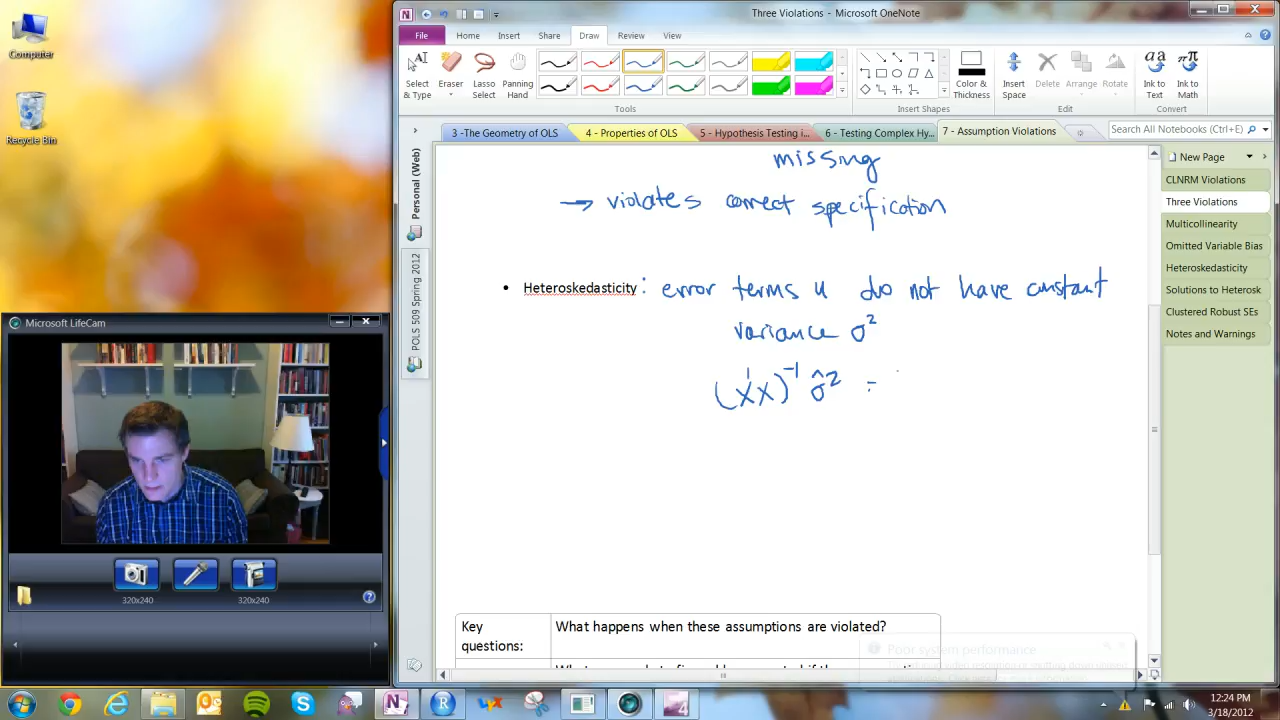 Computer
Recycle Bin
Three Violations - Microsoft OneNote
File Home Insert Share Draw Review View
Select & Type
Eraser
Lasso Select
Panning Hand
Color & Thickness
Insert Space
Delete
Arrange
Rotate
Ink to Text
Ink to Math
Tools
Insert Shapes
Edit
Convert
3 -The Geometry of OLS
4 - Properties of OLS
5 - Hypothesis Testing i...
6 - Testing Complex Hy...
7 - Assumption Violations
Search All Notebooks (Ctrl+E)
Personal (Web)
POLS 509 Spring 2012
New Page
CLNRM Violations
Three Violations
Multicollinearity
Omitted Variable Bias
Heteroskedasticity
Solutions to Heterosk
Clustered Robust SEs
Notes and Warnings
missing
→ violates correct specification
• Heteroskedasticity : error terms u do not have constant
variance σ²
(X'X)⁻¹ σ̂² =
Key questions:
What happens when these assumptions are violated?
Poor system performance
Microsoft LifeCam
320x240
320x240
12:24 PM
3/18/2012